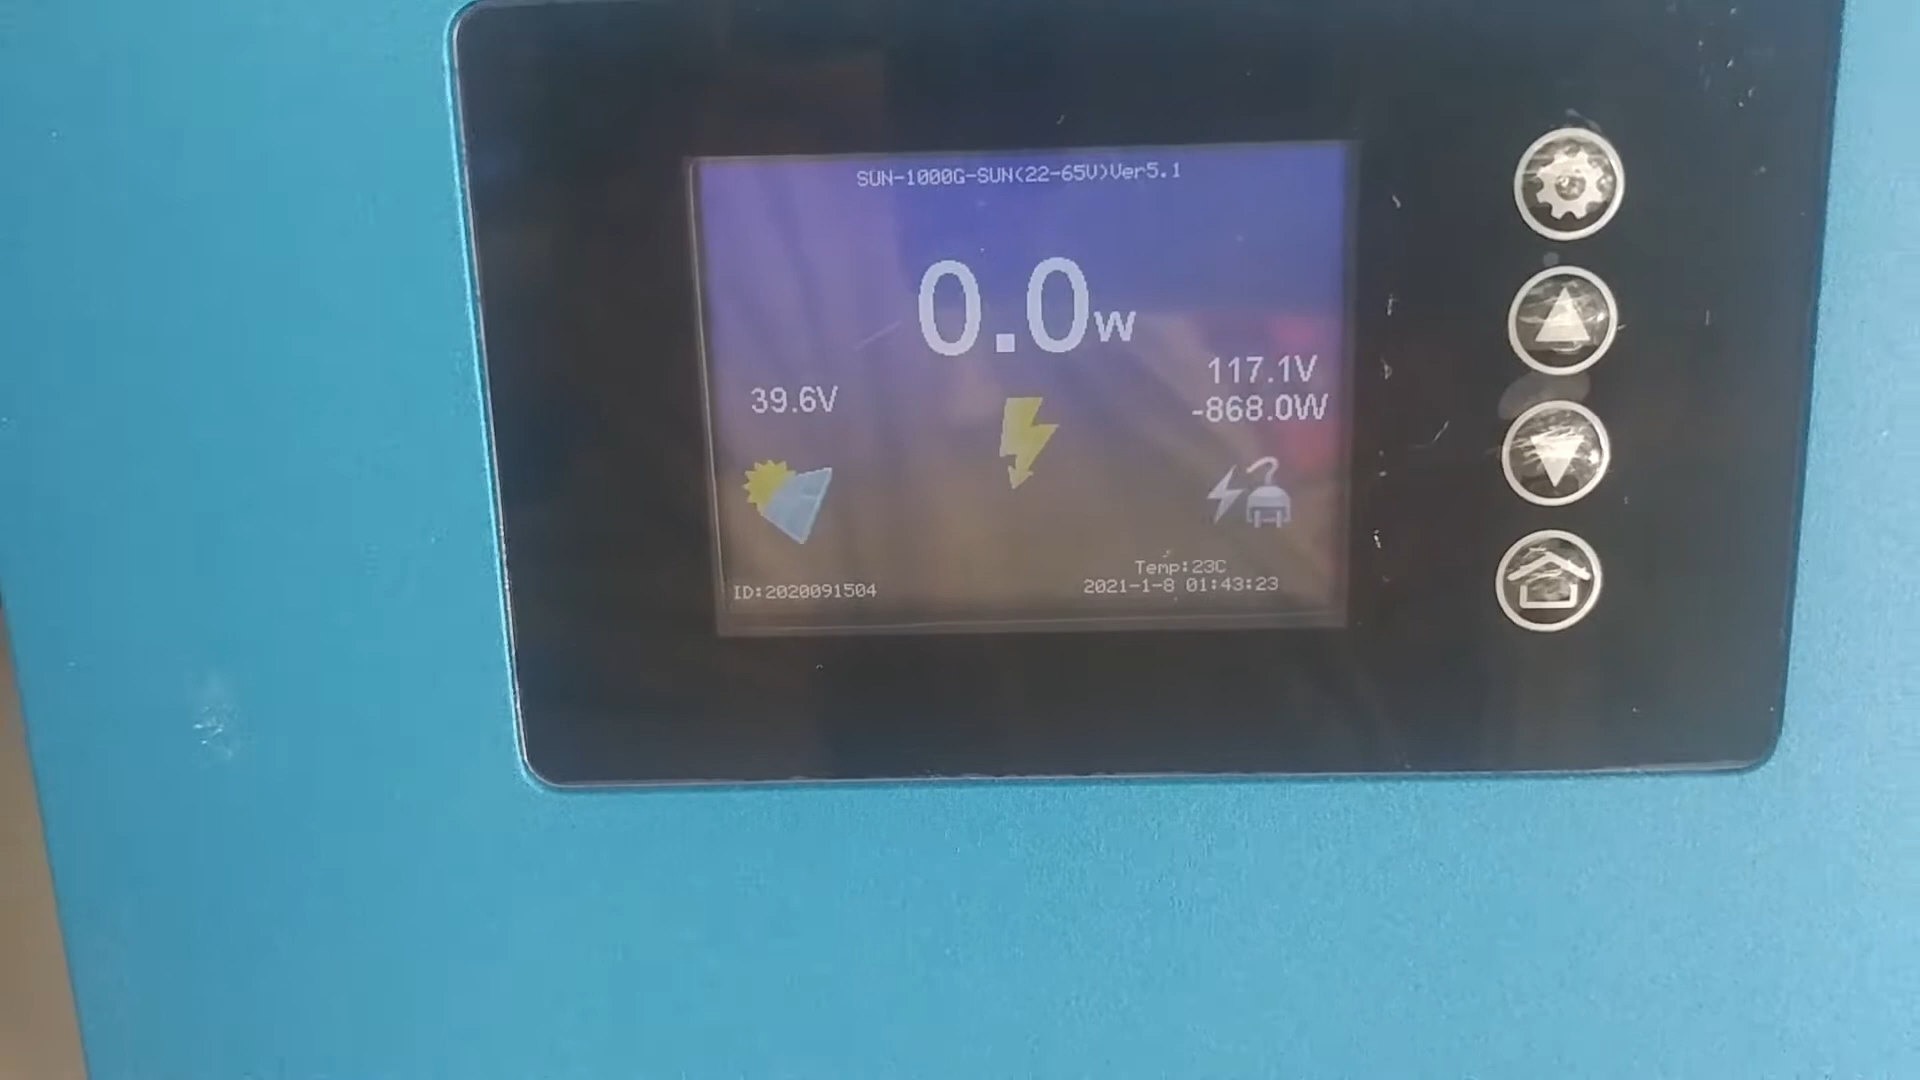 SUN-1000G-SUN(22-65V)Ver5.1
0.0W
39.6V
117.1V
-868.0W
Temp:23C
ID:2020091504
2021-1-8 01:43:23